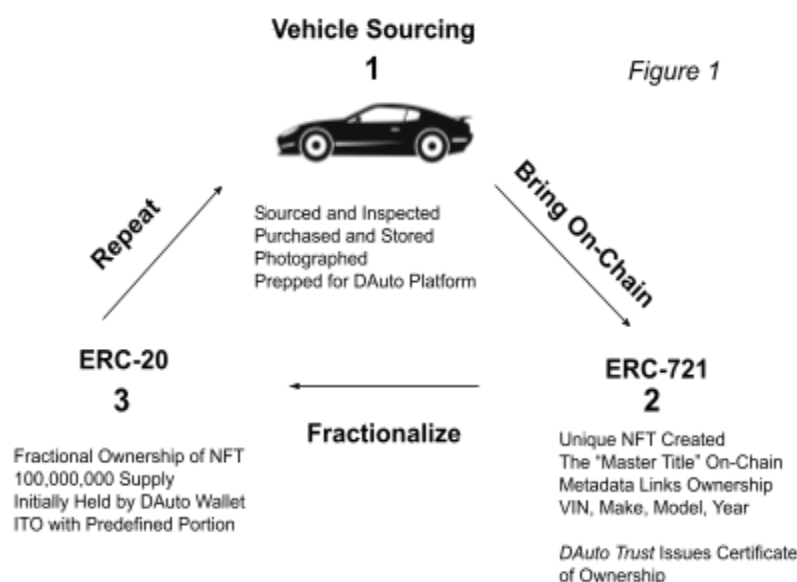 Vehicle Sourcing
1
Figure 1
Sourced and Inspected
Purchased and Stored
Photographed
Prepped for DAuto Platform
Bring On-Chain
Repeat
ERC-721
2
Unique NFT Created
The “Master Title” On-Chain
Metadata Links Ownership
VIN, Make, Model, Year
DAuto Trust Issues Certificate
of Ownership
Fractionalize
ERC-20
3
Fractional Ownership of NFT
100,000,000 Supply
Initially Held by DAuto Wallet
ITO with Predefined Portion